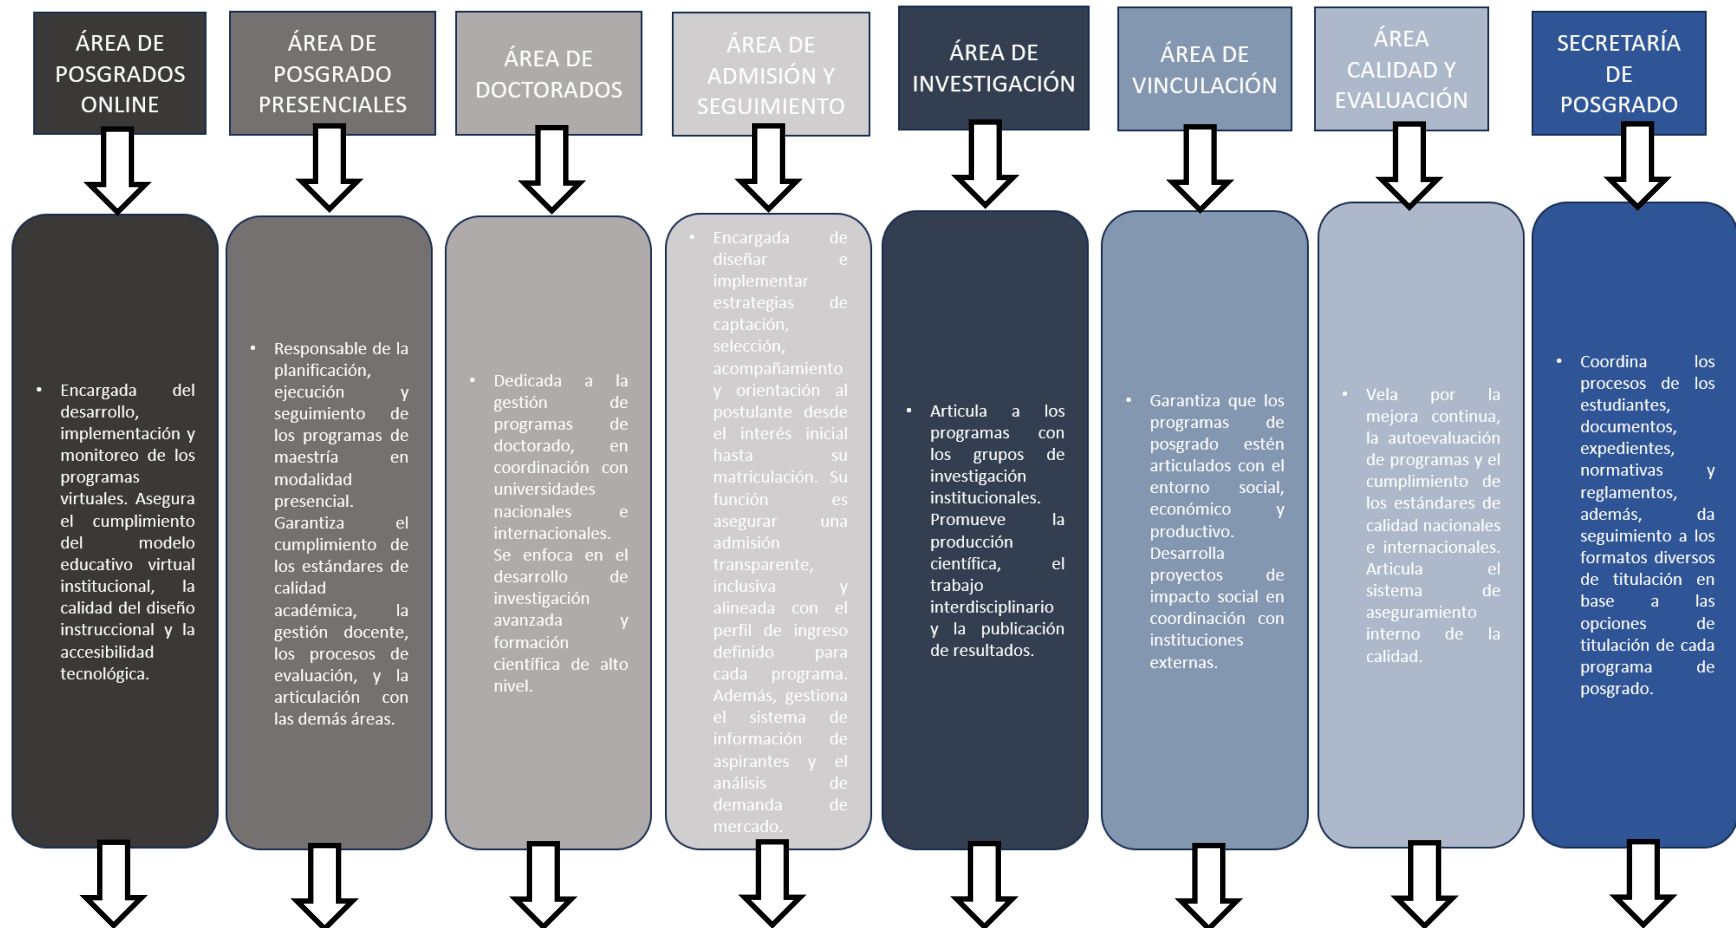 ÁREA DE
POSGRADOS
ONLINE
ÁREA DE
POSGRADO
PRESENCIALES
ÁREA DE
DOCTORADOS
ÁREA DE
ADMISIÓN Y
SEGUIMIENTO
ÁREA DE
INVESTIGACIÓN
ÁREA DE
VINCULACIÓN
ÁREA
CALIDAD Y
EVALUACIÓN
SECRETARÍA
DE
POSGRADO
• Encargada del
desarrollo,
implementación y
monitoreo de los
programas
virtuales. Asegura
el cumplimiento
del modelo
educativo virtual
institucional, la
calidad del diseño
instruccional y la
accesibilidad
tecnológica.
• Responsable de la
planificación,
ejecución y
seguimiento de
los programas de
maestría en
modalidad
presencial.
Garantiza el
cumplimiento de
los estándares de
calidad
académica, la
gestión docente,
los procesos de
evaluación, y la
articulación con
las demás áreas.
• Dedicada a la
gestión de
programas de
doctorado, en
coordinación con
universidades
nacionales e
internacionales.
Se enfoca en el
desarrollo de
investigación
avanzada y
formación
científica de alto
nivel.
• Encargada de
diseñar e
implementar
estrategias de
captación,
selección,
acompañamiento
y orientación al
postulante desde
el interés inicial
hasta su
matriculación. Su
función es
asegurar una
admisión
transparente,
inclusiva y
alineada con el
perfil de ingreso
definido para
cada programa.
Además, gestiona
el sistema de
información de
aspirantes y el
análisis de
demanda de
mercado.
• Articula a los
programas con
los grupos de
investigación
institucionales.
Promueve la
producción
científica, el
trabajo
interdisciplinario
y la publicación
de resultados.
• Garantiza que los
programas de
posgrado estén
articulados con el
entorno social,
económico y
productivo.
Desarrolla
proyectos de
impacto social en
coordinación con
instituciones
externas.
• Vela por la
mejora continua,
la autoevaluación
de programas y el
cumplimiento de
los estándares de
calidad nacionales
e internacionales.
Articula el
sistema de
aseguramiento
interno de la
calidad.
• Coordina los
procesos de los
estudiantes,
documentos,
expedientes,
normativas y
reglamentos,
además, da
seguimiento a los
formatos diversos
de titulación en
base a las
opciones de
titulación de cada
programa de
posgrado.